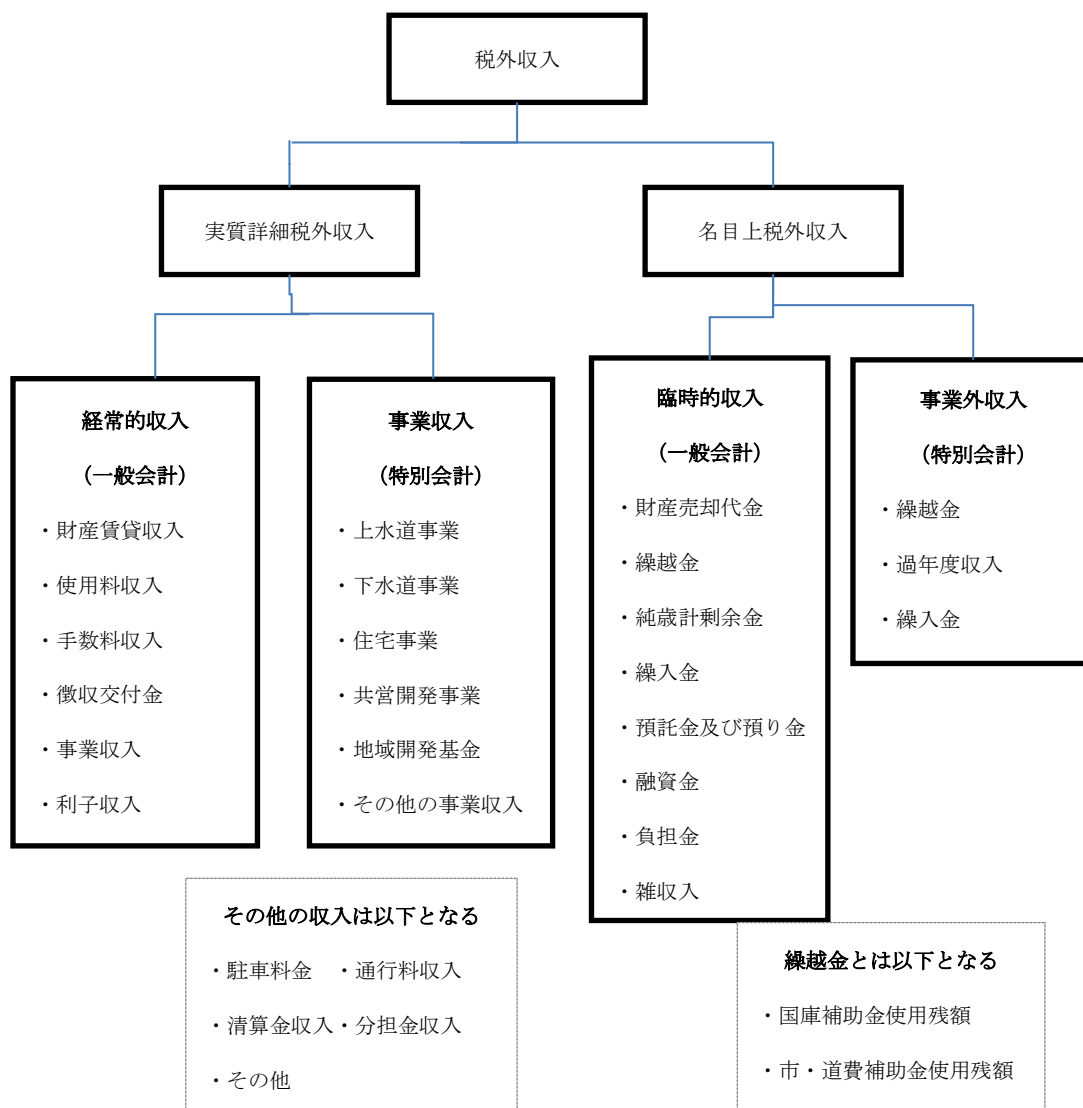 税外収入
実質詳細税外収入
名目上税外収入
経常的収入
(一般会計)
・財産賃貸収入
・使用料収入
・手数料収入
・徴収交付金
・事業収入
・利子収入
事業収入
(特別会計)
・上水道事業
・下水道事業
・住宅事業
・共営開発事業
・地域開発基金
・その他の事業収入
臨時的収入
(一般会計)
・財産売却代金
・繰越金
・純歳計剰余金
・繰入金
・預託金及び預り金
・融資金
・負担金
・雑収入
事業外収入
(特別会計)
・繰越金
・過年度収入
・繰入金
その他の収入は以下となる
・駐車料金 ・通行料収入
・清算金収入・分担金収入
・その他
繰越金とは以下となる
・国庫補助金使用残額
・市・道費補助金使用残額